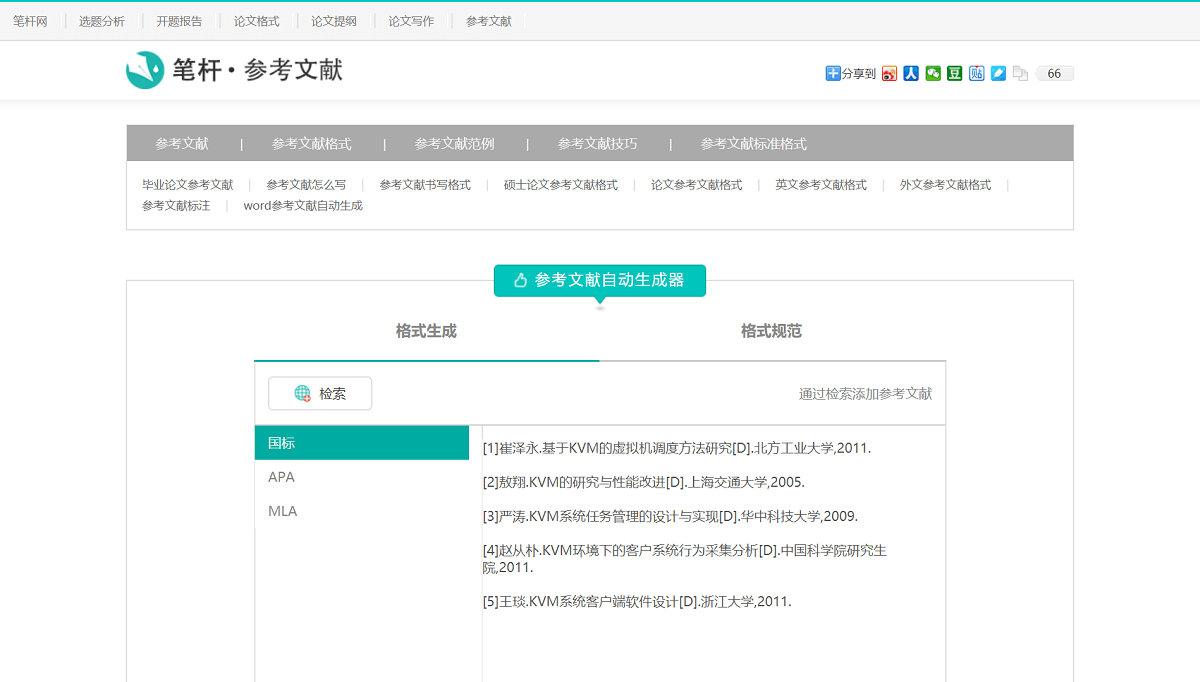 笔杆网 选题分析 开题报告 论文格式 论文提纲 论文写作 参考文献
笔杆·参考文献
分享到 人 豆 贴 66
参考文献 | 参考文献格式 | 参考文献范例 | 参考文献技巧 | 参考文献标准格式
毕业论文参考文献 | 参考文献怎么写 | 参考文献书写格式 | 硕士论文参考文献格式 | 论文参考文献格式 | 英文参考文献格式 | 外文参考文献格式 |
参考文献标注 | word参考文献自动生成
参考文献自动生成器
格式生成 格式规范
检索 通过检索添加参考文献
国标
APA
MLA
[1]崔泽永.基于KVM的虚拟机调度方法研究[D].北方工业大学,2011.
[2]敖翔.KVM的研究与性能改进[D].上海交通大学,2005.
[3]严涛.KVM系统任务管理的设计与实现[D].华中科技大学,2009.
[4]赵从朴.KVM环境下的客户系统行为采集分析[D].中国科学院研究生
院,2011.
[5]王琰.KVM系统客户端软件设计[D].浙江大学,2011.